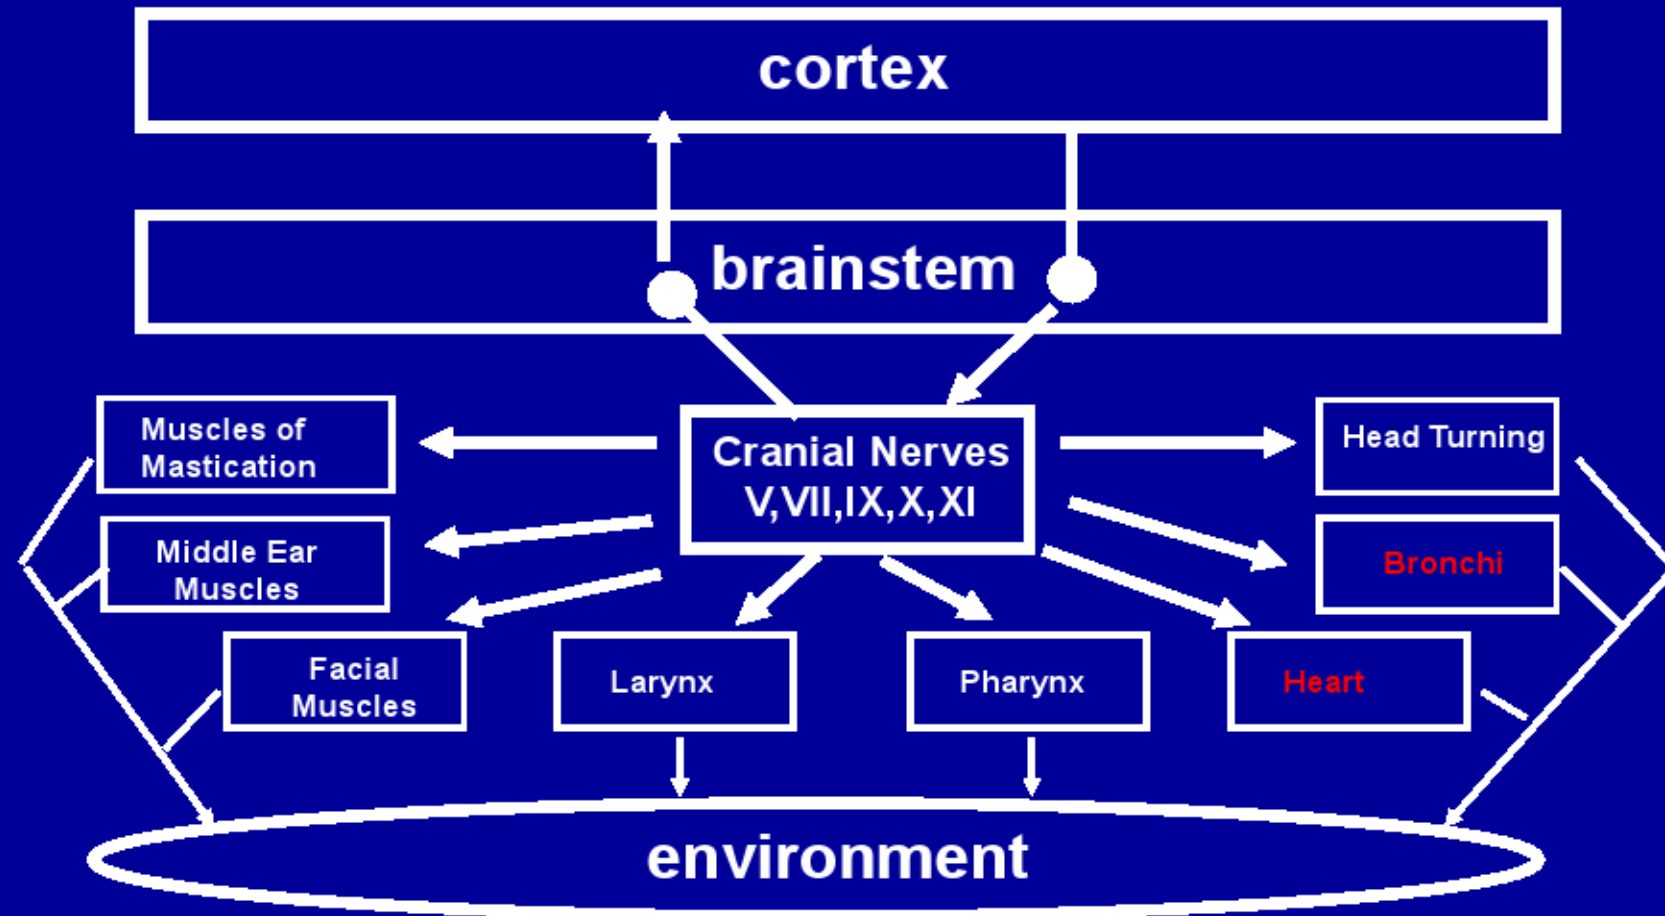 cortex
brainstem
Cranial Nerves
V,VII,IX,X,XI
Muscles of
Mastication
Head Turning
Middle Ear
Muscles
Bronchi
Facial
Muscles
Larynx
Pharynx
Heart
environment